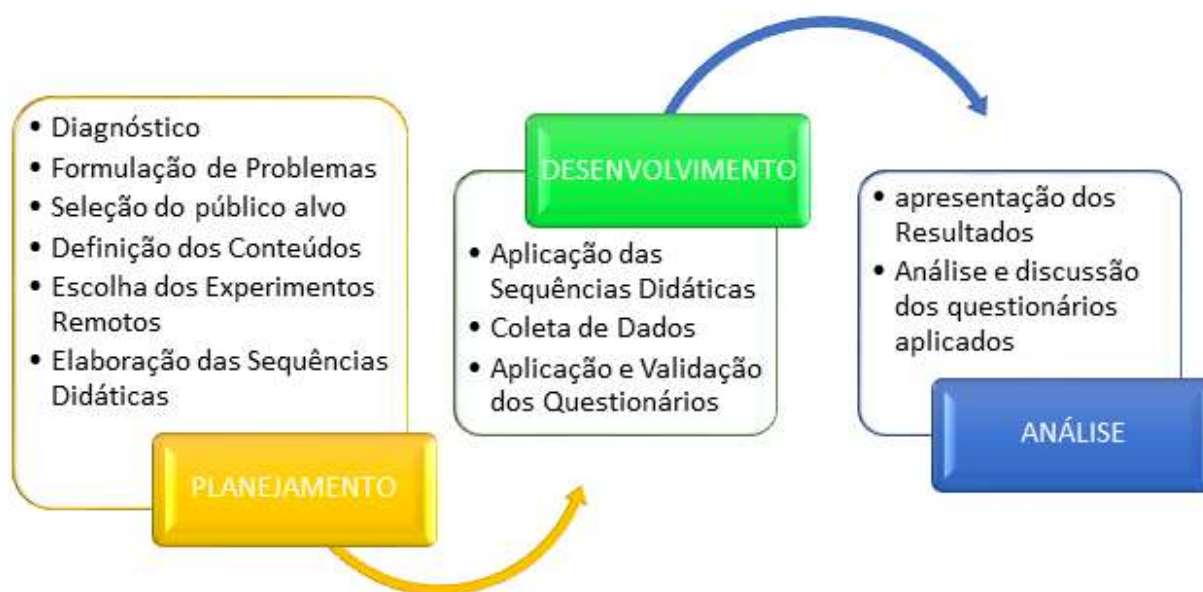 • Diagnóstico
• Formulação de Problemas
• Seleção do público alvo
• Definição dos Conteúdos
• Escolha dos Experimentos
Remotos
• Elaboração das Sequências
Didáticas
PLANEJAMENTO
DESENVOLVIMENTO
• Aplicação das
Sequências Didáticas
• Coleta de Dados
• Aplicação e Validação
dos Questionários
• apresentação dos
Resultados
• Análise e discussão
dos questionários
aplicados
ANÁLISE